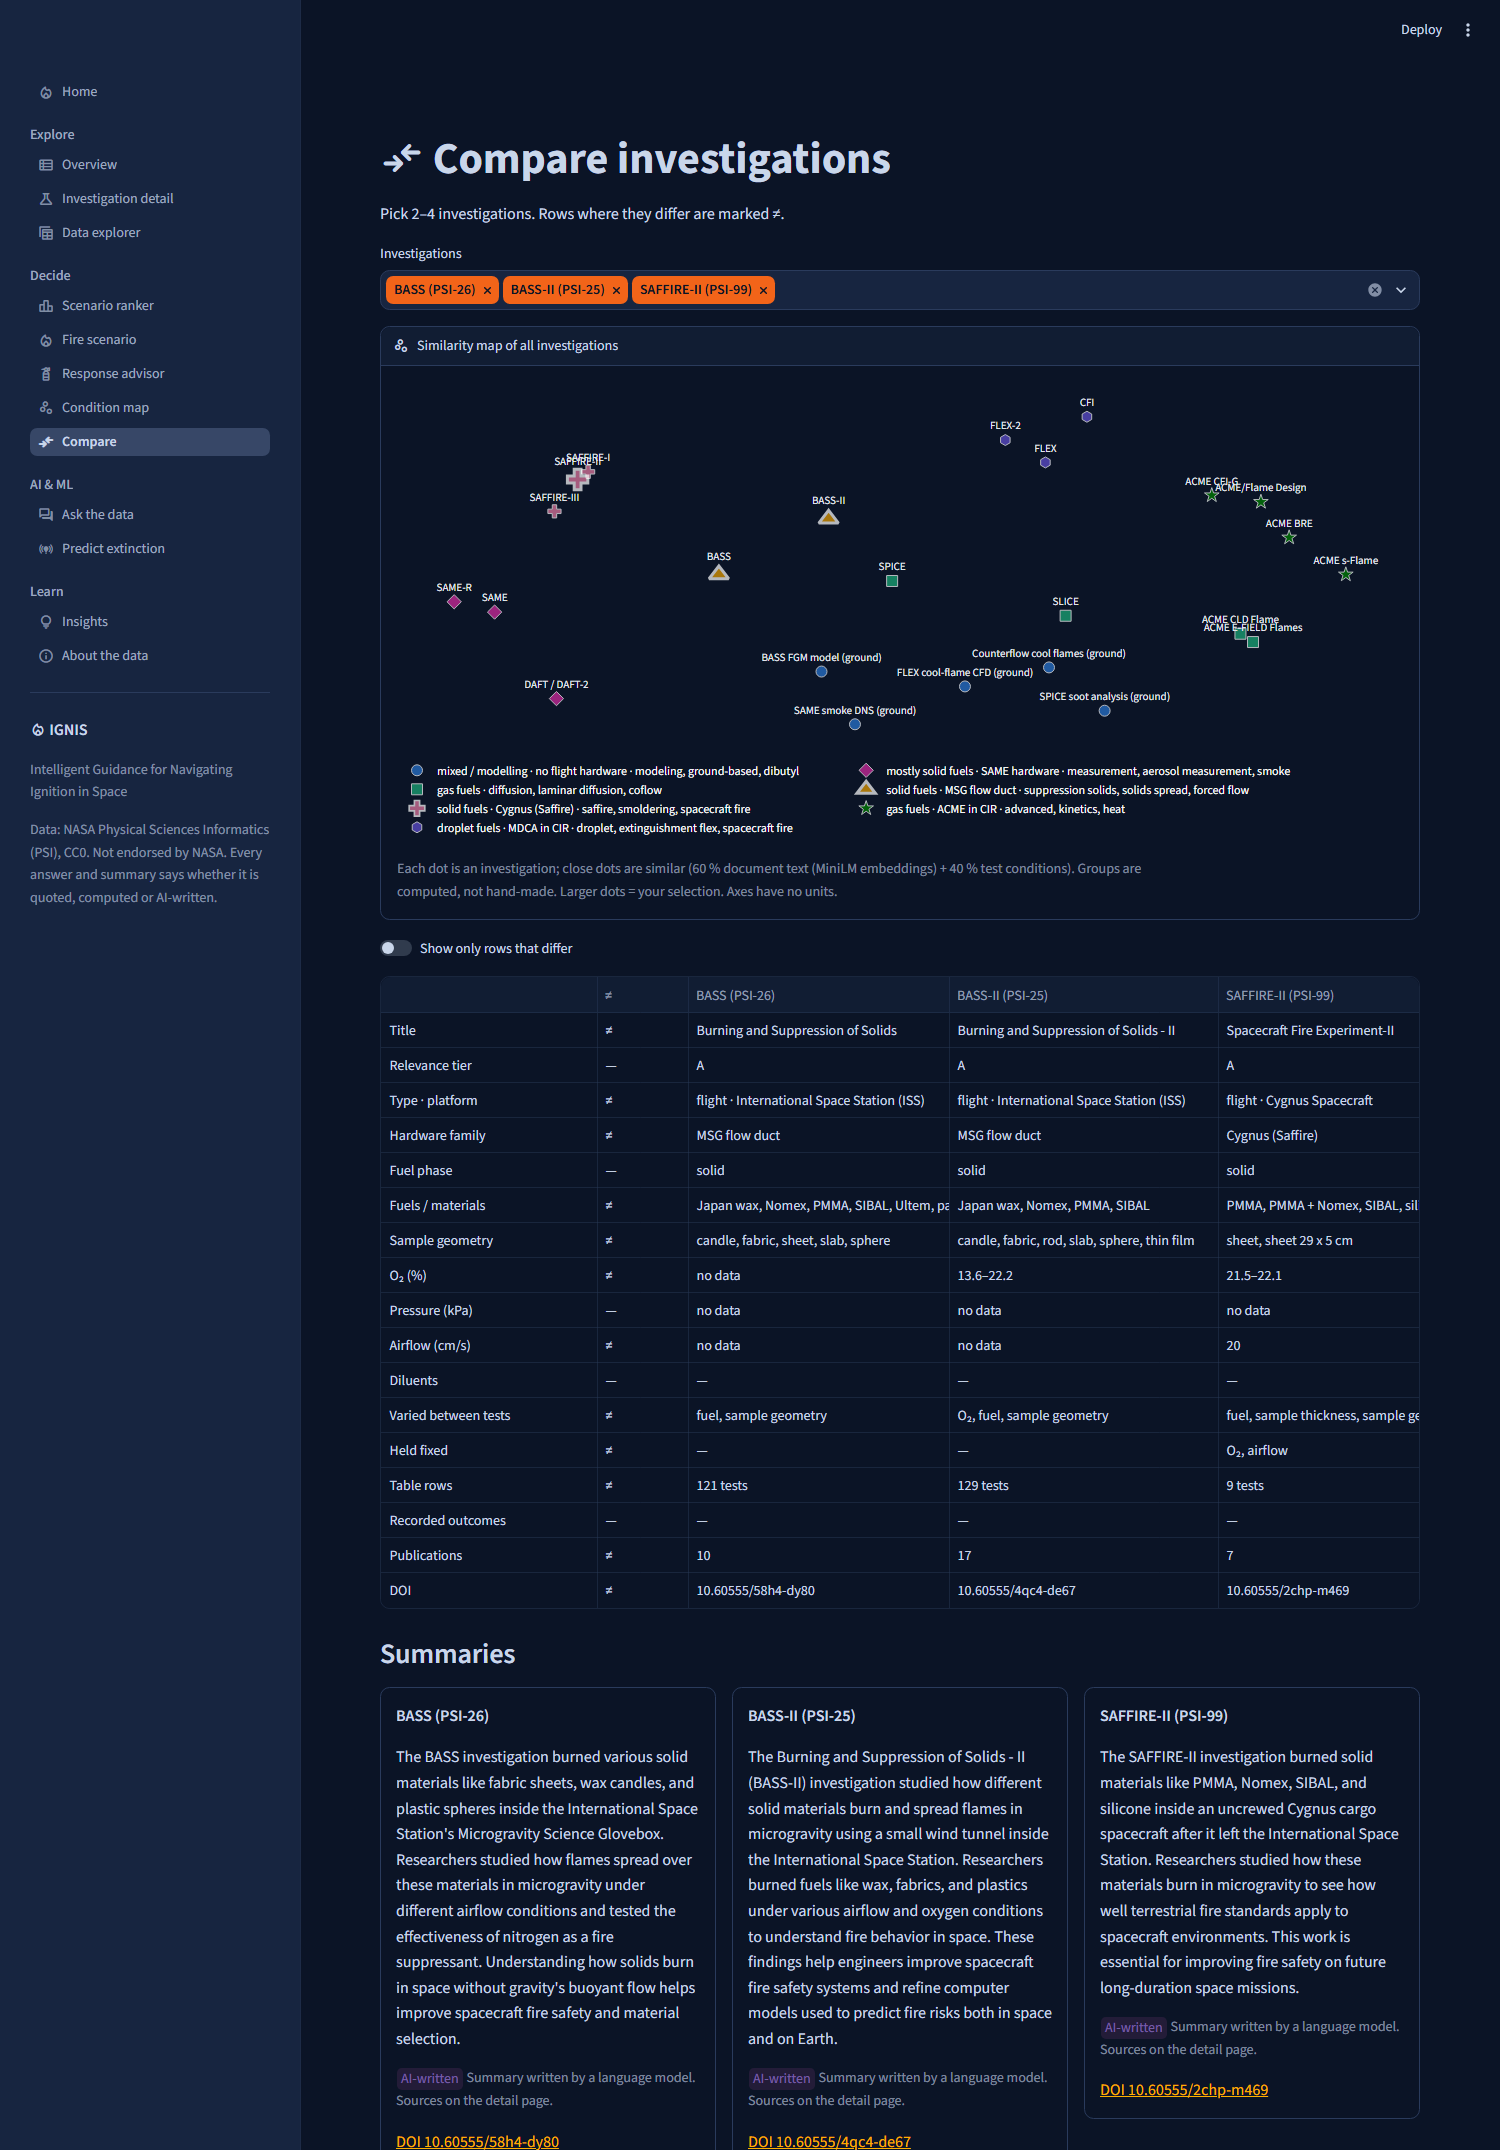 Deploy
Home
Explore
Overview
Investigation detail
Data explorer
Decide
Scenario ranker
Fire scenario
Response advisor
Condition map
Compare
AI & ML
Ask the data
Predict extinction
Learn
Insights
About the data
IGNIS
Intelligent Guidance for Navigating
Ignition in Space
Data: NASA Physical Sciences Informatics
(PSI), CC0. Not endorsed by NASA. Every
answer and summary says whether it is
quoted, computed or AI-written.
Compare investigations
Pick 2–4 investigations. Rows where they differ are marked ≠.
Investigations
BASS (PSI-26) × BASS-II (PSI-25) × SAFFIRE-II (PSI-99) ×
Similarity map of all investigations
CFI
FLEX-2
FLEX
SAFFIRE-I
SAFFIRE-II
SAFFIRE-III
BASS-II
ACME CFI-G
ACME/Flame Design
ACME BRE
BASS
SPICE
ACME s-Flame
SAME-R
SAME
SLICE
ACME CLD Flame
ACME E-FIELD Flames
BASS FGM model (ground)
Counterflow cool flames (ground)
FLEX cool-flame CFD (ground)
DAFT / DAFT-2
SPICE soot analysis (ground)
SAME smoke DNS (ground)
mixed / modelling · no flight hardware · modeling, ground-based, dibutyl
gas fuels · diffusion, laminar diffusion, coflow
solid fuels · Cygnus (Saffire) · saffire, smoldering, spacecraft fire
droplet fuels · MDCA in CIR · droplet, extinguishment flex, spacecraft fire
mostly solid fuels · SAME hardware · measurement, aerosol measurement, smoke
solid fuels · MSG flow duct · suppression solids, solids spread, forced flow
gas fuels · ACME in CIR · advanced, kinetics, heat
Each dot is an investigation; close dots are similar (60 % document text (MiniLM embeddings) + 40 % test conditions). Groups are
computed, not hand-made. Larger dots = your selection. Axes have no units.
Show only rows that differ
≠ BASS (PSI-26) BASS-II (PSI-25) SAFFIRE-II (PSI-99)
Title ≠ Burning and Suppression of Solids Burning and Suppression of Solids - II Spacecraft Fire Experiment-II
Relevance tier — A A A
Type · platform ≠ flight · International Space Station (ISS) flight · International Space Station (ISS) flight · Cygnus Spacecraft
Hardware family ≠ MSG flow duct MSG flow duct Cygnus (Saffire)
Fuel phase — solid solid solid
Fuels / materials ≠ Japan wax, Nomex, PMMA, SIBAL, Ultem, pa Japan wax, Nomex, PMMA, SIBAL PMMA, PMMA + Nomex, SIBAL, sil
Sample geometry ≠ candle, fabric, sheet, slab, sphere candle, fabric, rod, slab, sphere, thin film sheet, sheet 29 x 5 cm
O₂ (%) ≠ no data 13.6–22.2 21.5–22.1
Pressure (kPa) — no data no data no data
Airflow (cm/s) ≠ no data no data 20
Diluents — — — —
Varied between tests ≠ fuel, sample geometry O₂, fuel, sample geometry fuel, sample thickness, sample ge
Held fixed ≠ — — O₂, airflow
Table rows ≠ 121 tests 129 tests 9 tests
Recorded outcomes — — — —
Publications ≠ 10 17 7
DOI ≠ 10.60555/58h4-dy80 10.60555/4qc4-de67 10.60555/2chp-m469
Summaries
BASS (PSI-26)
The BASS investigation burned various solid
materials like fabric sheets, wax candles, and
plastic spheres inside the International Space
Station's Microgravity Science Glovebox.
Researchers studied how flames spread over
these materials in microgravity under
different airflow conditions and tested the
effectiveness of nitrogen as a fire
suppressant. Understanding how solids burn
in space without gravity's buoyant flow helps
improve spacecraft fire safety and material
selection.
AI-written Summary written by a language model.
Sources on the detail page.
DOI 10.60555/58h4-dy80
BASS-II (PSI-25)
The Burning and Suppression of Solids - II
(BASS-II) investigation studied how different
solid materials burn and spread flames in
microgravity using a small wind tunnel inside
the International Space Station. Researchers
burned fuels like wax, fabrics, and plastics
under various airflow and oxygen conditions
to understand fire behavior in space. These
findings help engineers improve spacecraft
fire safety systems and refine computer
models used to predict fire risks both in space
and on Earth.
AI-written Summary written by a language model.
Sources on the detail page.
DOI 10.60555/4qc4-de67
SAFFIRE-II (PSI-99)
The SAFFIRE-II investigation burned solid
materials like PMMA, Nomex, SIBAL, and
silicone inside an uncrewed Cygnus cargo
spacecraft after it left the International Space
Station. Researchers studied how these
materials burn in microgravity to see how
well terrestrial fire standards apply to
spacecraft environments. This work is
essential for improving fire safety on future
long-duration space missions.
AI-written Summary written by a language model.
Sources on the detail page.
DOI 10.60555/2chp-m469